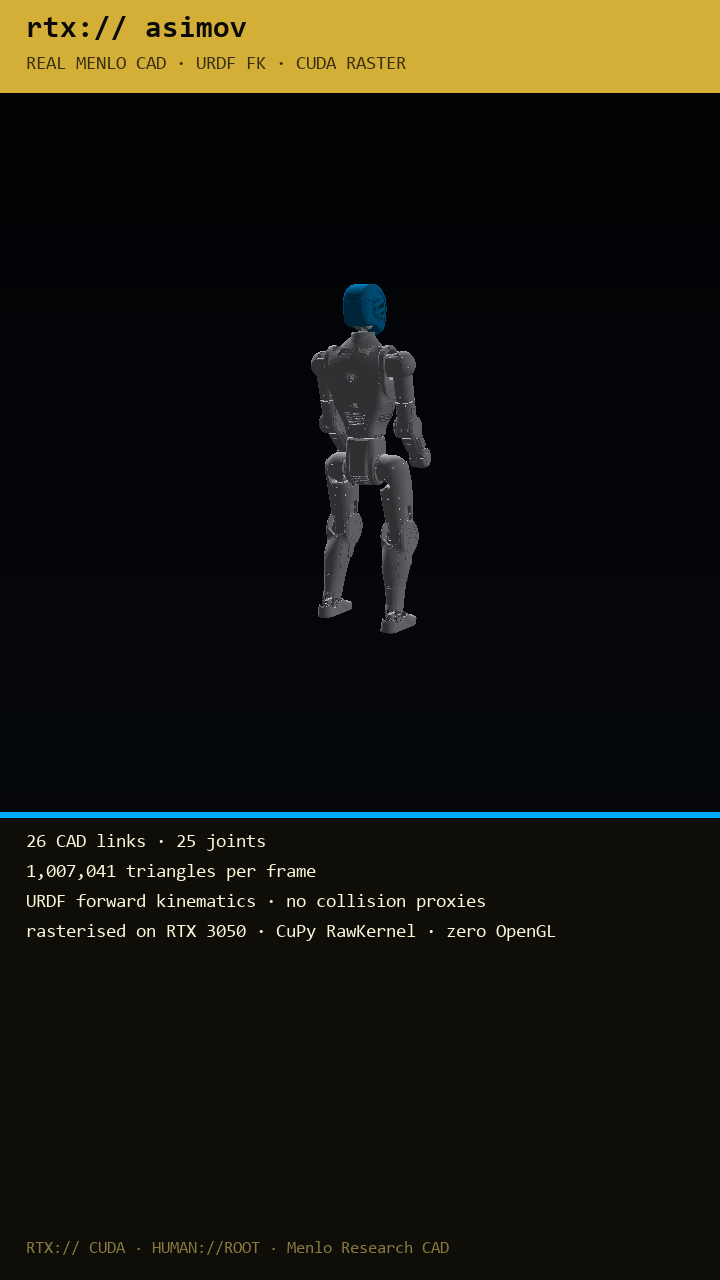 rtx:// asimov
REAL MENLO CAD · URDF FK · CUDA RASTER
26 CAD links · 25 joints
1,007,041 triangles per frame
URDF forward kinematics · no collision proxies
rasterised on RTX 3050 · CuPy RawKernel · zero OpenGL
RTX:// CUDA · HUMAN://ROOT · Menlo Research CAD